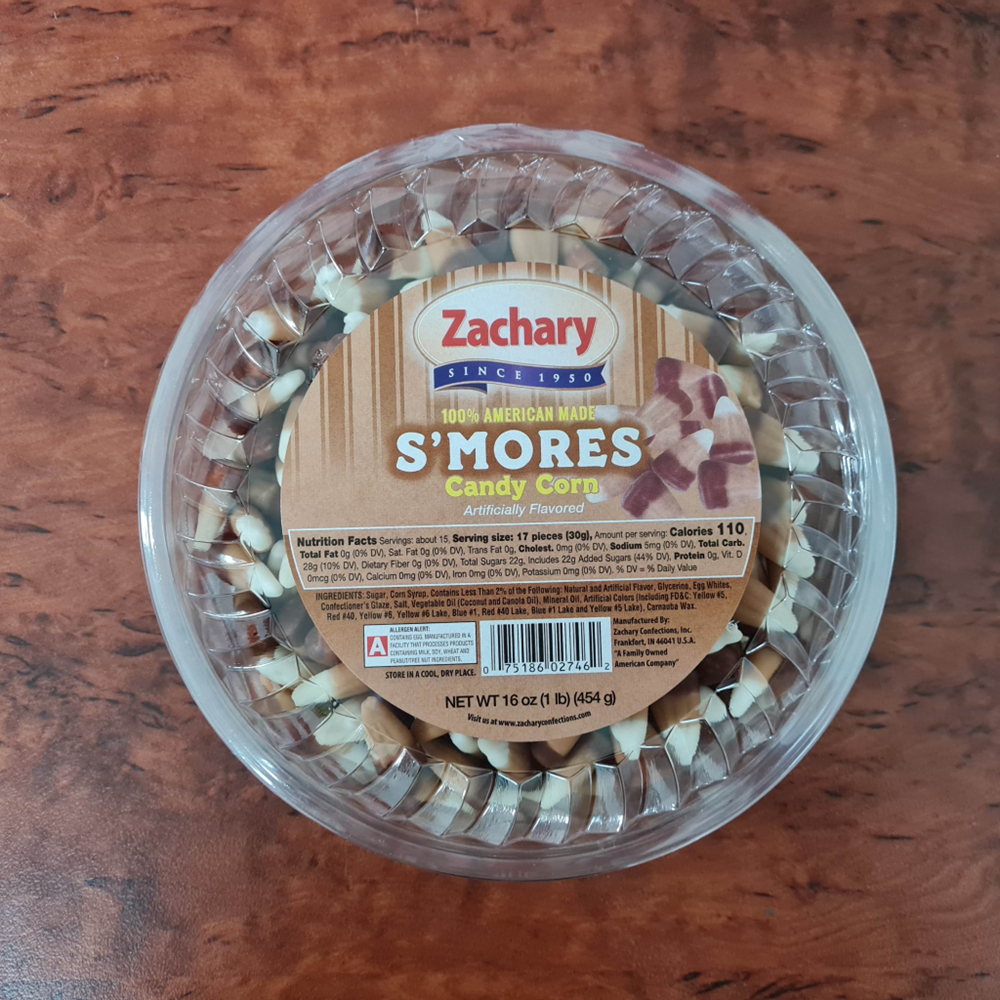 Zachary
SINCE 1950
100% AMERICAN MADE
S'MORES
Candy Corn
Artificially Flavored
Nutrition Facts Servings: about 15, Serving size: 17 pieces (30g), Amount per serving: Calories 110,
Total Fat 0g (0% DV), Sat. Fat 0g (0% DV), Trans Fat 0g, Cholest. 0mg (0% DV), Sodium 5mg (0% DV), Total Carb.
28g (10% DV), Dietary Fiber 0g (0% DV), Total Sugars 22g, Includes 22g Added Sugars (44% DV), Protein 0g, Vit. D
0mcg (0% DV), Calcium 0mg (0% DV), Iron 0mg (0% DV), Potassium 0mg (0% DV), % DV = % Daily Value
INGREDIENTS: Sugar, Corn Syrup, Contains Less Than 2% of the Following: Natural and Artificial Flavor, Glycerine, Egg Whites,
Confectioner's Glaze, Salt, Vegetable Oil (Coconut and Canola Oil), Mineral Oil, Artificial Colors (Including FD&C: Yellow #5,
Red #40, Yellow #6, Yellow #6 Lake, Blue #1, Red #40 Lake, Blue #1 Lake and Yellow #5 Lake), Carnauba Wax.
A
ALLERGEN ALERT:
CONTAINS EGG. MANUFACTURED IN A
FACILITY THAT PROCESSES PRODUCTS
CONTAINING MILK, SOY, WHEAT AND
PEANUT/TREE NUT INGREDIENTS.
STORE IN A COOL, DRY PLACE.
0 75186 02746 2
Manufactured By:
Zachary Confections, Inc.
Frankfort, IN 46041 U.S.A.
"A Family Owned
American Company"
NET WT 16 oz (1 lb) (454 g)
Visit us at www.zacharyconfections.com